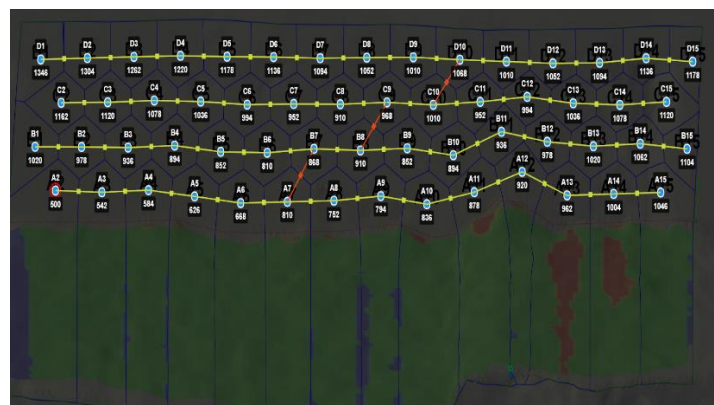 D1 D2 D3 D4 D5 D6 D7 D8 D9 D10 D11 D12 D13 D14 D15
1346 1304 1262 1220 1178 1136 1094 1052 1010 1068 1010 1052 1094 1136 1178
C2 C3 C4 C5 C6 C7 C8 C9 C10 C11 C12 C13 C14 C15
1162 1120 1078 1036 994 952 910 968 1010 952 994 1036 1078 1120
B1 B2 B3 B4 B5 B6 B7 B8 B9 B10 B11 B12 B13 B14 B15
1020 978 936 894 852 810 868 910 852 894 936 978 1020 1062 1104
A2 A3 A4 A5 A6 A7 A8 A9 A10 A11 A12 A13 A14 A15
500 542 584 626 668 810 752 794 836 878 920 962 1004 1046